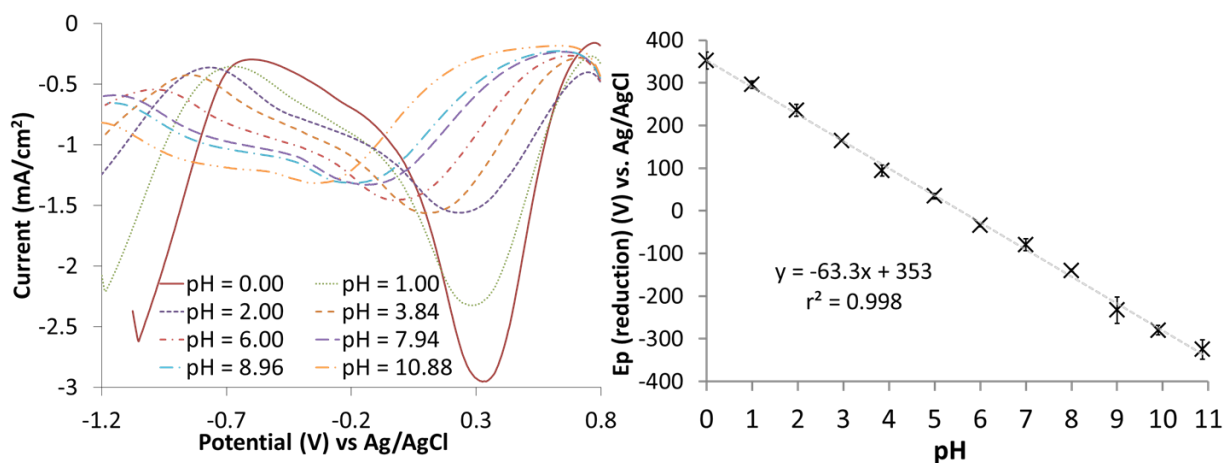 0
-0.5
-1
-1.5
-2
-2.5
-3
Current (mA/cm²)
pH = 0.00
pH = 1.00
pH = 2.00
pH = 3.84
pH = 6.00
pH = 7.94
pH = 8.96
pH = 10.88
-1.2
-0.7
-0.2
0.3
0.8
Potential (V) vs Ag/AgCl
400
300
200
100
0
-100
-200
-300
-400
Ep (reduction) (V) vs. Ag/AgCl
y = -63.3x + 353
r² = 0.998
0 1 2 3 4 5 6 7 8 9 10 11
pH